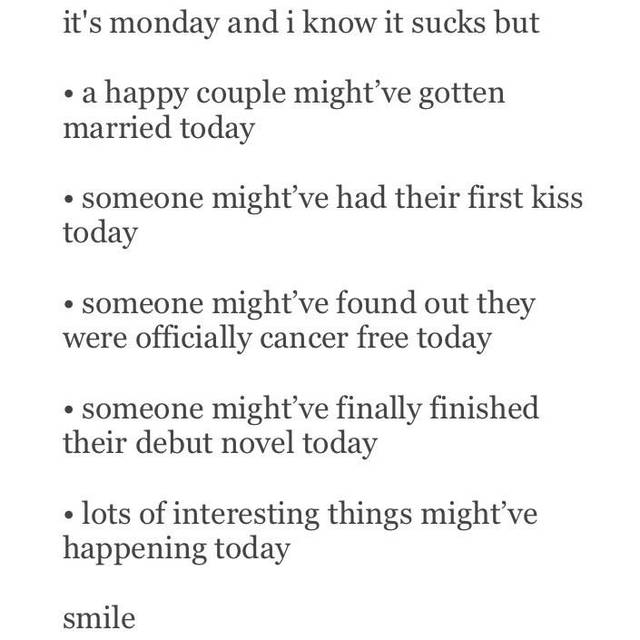 it's monday and i know it sucks but
• a happy couple might’ve gotten
married today
• someone might’ve had their first kiss
today
• someone might’ve found out they
were officially cancer free today
• someone might’ve finally finished
their debut novel today
• lots of interesting things might’ve
happening today
smile